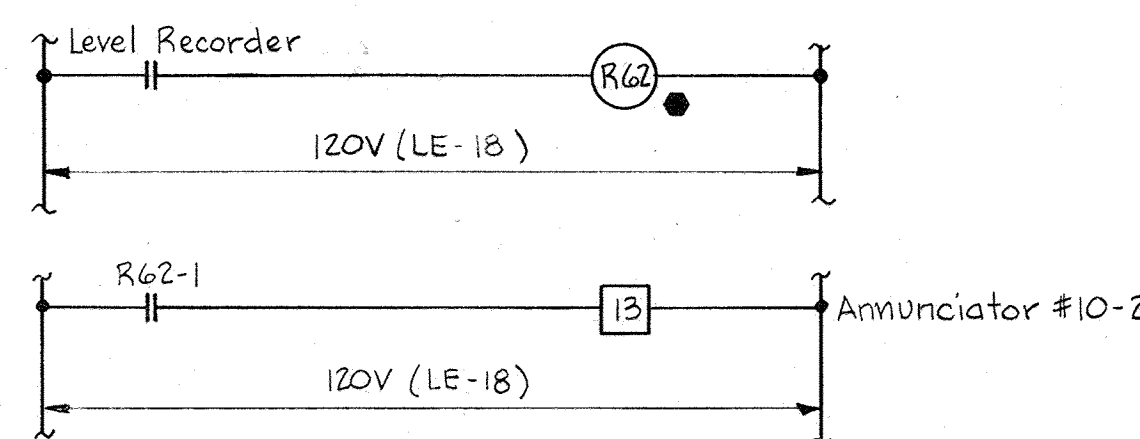 Level Recorder
R62
120V (LE-18)
R62-1
13
Annunciator #10-2
120V (LE-18)